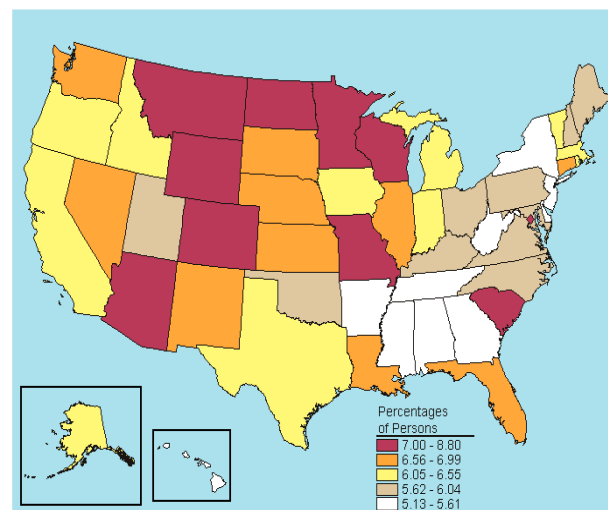 Percentages
of Persons
7.00 - 8.80
6.56 - 6.99
6.05 - 6.55
5.62 - 6.04
5.13 - 5.61